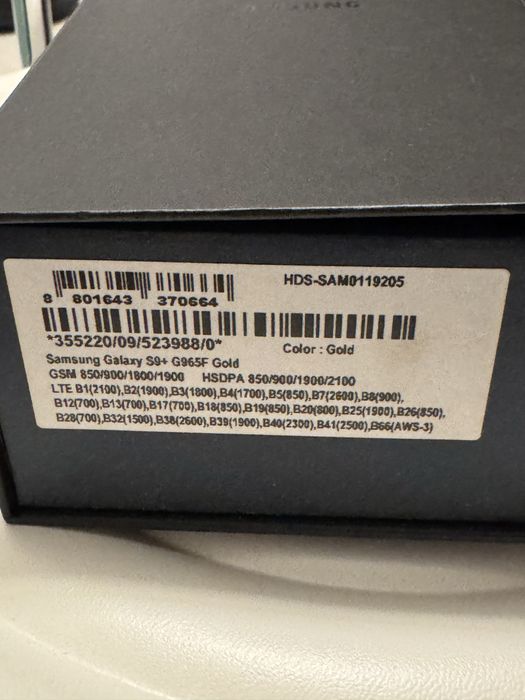 HDS-SAM0119205
8 801643 370664
*355220/09/523988/0*
Color : Gold
Samsung Galaxy S9+ G965F Gold
GSM 850/900/1800/1900 HSDPA 850/900/1900/2100
LTE B1(2100),B2(1900),B3(1800),B4(1700),B5(850),B7(2600),B8(900),
B12(700),B13(700),B17(700),B18(850),B19(850),B20(800),B25(1900),B26(850),
B28(700),B32(1500),B38(2600),B39(1900),B40(2300),B41(2500),B66(AWS-3)